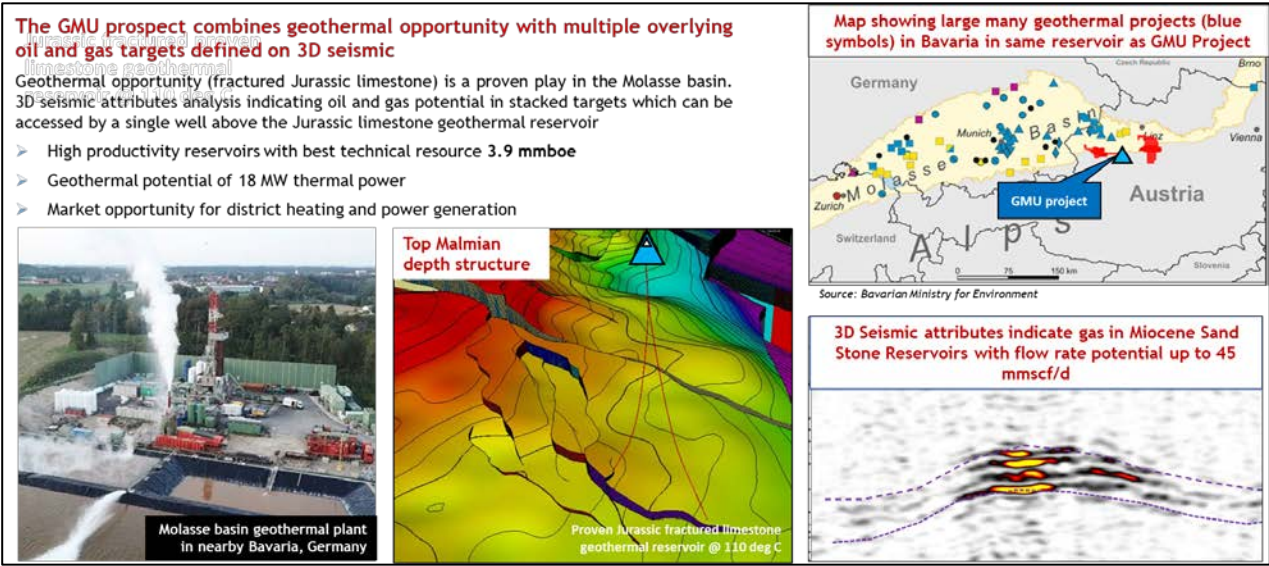 The GMU prospect combines geothermal opportunity with multiple overlying
oil and gas targets defined on 3D seismic
Jurassic fractured proven
limestone geothermal
reservoir @ 110 deg C
Geothermal opportunity (fractured Jurassic limestone) is a proven play in the Molasse basin.
3D seismic attributes analysis indicating oil and gas potential in stacked targets which can be
accessed by a single well above the Jurassic limestone geothermal reservoir
➢ High productivity reservoirs with best technical resource 3.9 mmboe
➢ Geothermal potential of 18 MW thermal power
➢ Market opportunity for district heating and power generation
Molasse basin geothermal plant
in nearby Bavaria, Germany
Top Malmian
depth structure
Proven Jurassic fractured limestone
geothermal reservoir @ 110 deg C
Map showing large many geothermal projects (blue
symbols) in Bavaria in same reservoir as GMU Project
Germany
Czech Republic
Brno
Munich
Linz
Vienna
Molasse Basin
Zurich
GMU project
Austria
Switzerland
Alps
Slovenia
0 75 150 km
Source: Bavarian Ministry for Environment
3D Seismic attributes indicate gas in Miocene Sand
Stone Reservoirs with flow rate potential up to 45
mmscf/d